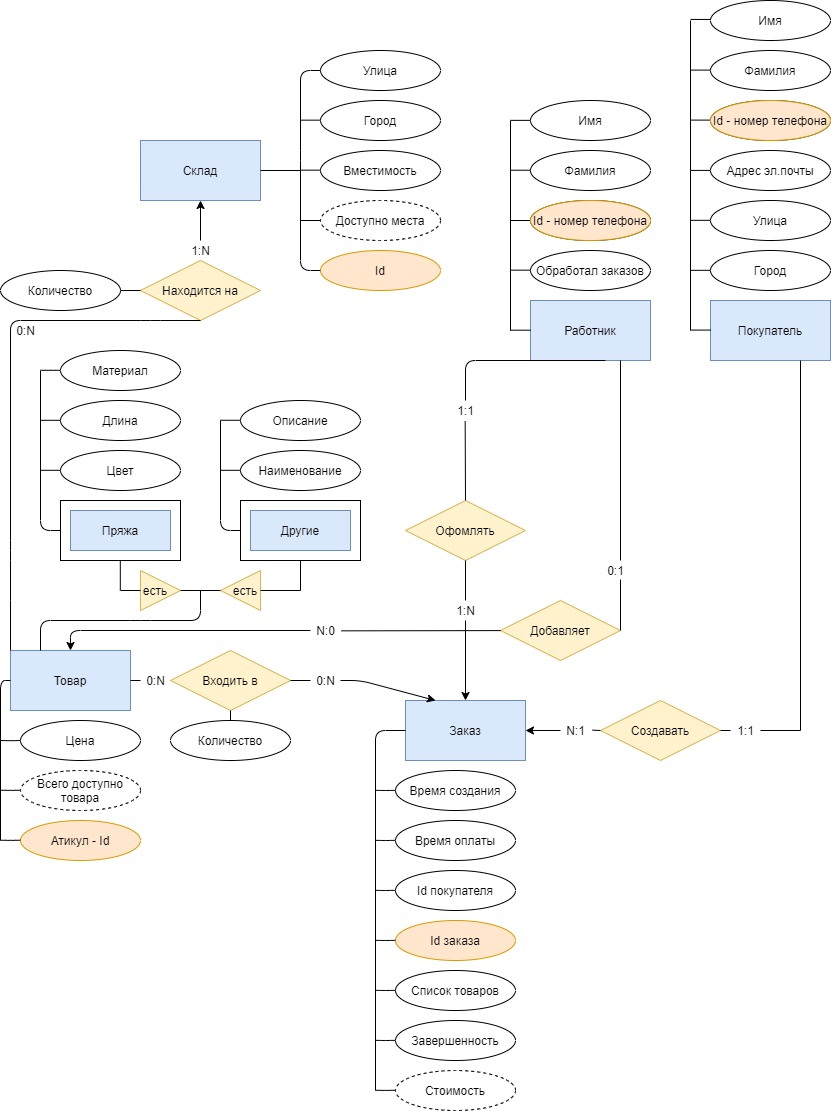 Имя
Фамилия
Id - номер телефона
Адрес эл.почты
Улица
Город
Покупатель
Имя
Фамилия
Id - номер телефона
Обработал заказов
Работник
Улица
Город
Вместимость
Доступно места
Id
Склад
1:N
Количество
Находится на
0:N
Материал
Длина
Цвет
Пряжа
Описание
Наименование
Другие
есть
есть
1:1
Офомлять
1:N
0:1
Добавляет
N:0
Товар
0:N
Входить в
0:N
Количество
Цена
Всего доступно
товара
Атикул - Id
Заказ
N:1
Создавать
1:1
Время создания
Время оплаты
Id покупателя
Id заказа
Список товаров
Завершенность
Стоимость